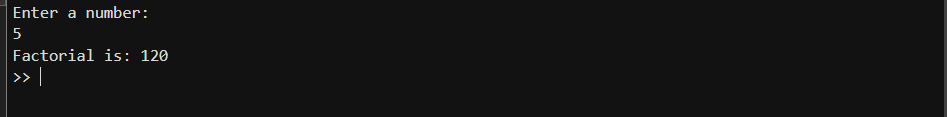 Enter a number:
5
Factorial is: 120
>>